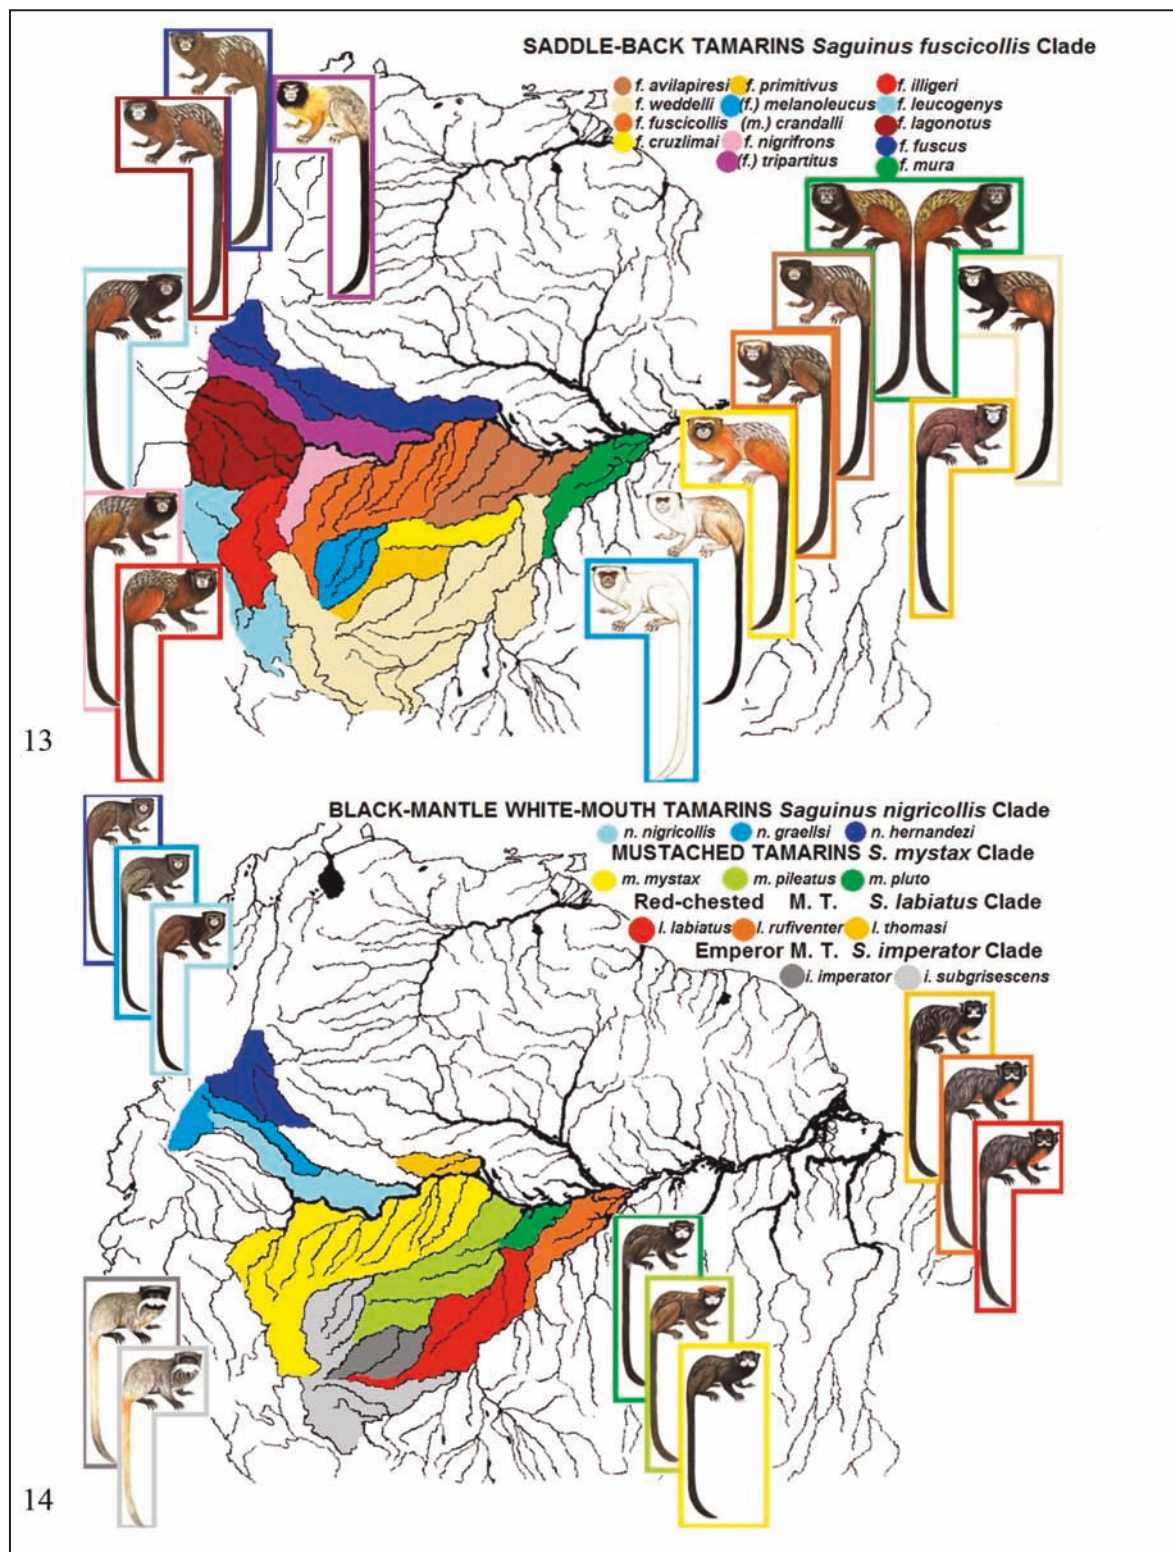 SADDLE-BACK TAMARINS Saguinus fuscicollis Clade
f. avilapiresi f. primitivus f. illigeri
f. weddelli (f.) melanoleucus f. leucogenys
f. fuscicollis (m.) crandalli f. lagonotus
f. cruzlimai f. nigrifrons f. fuscus
(f.) tripartitus f. mura
13
BLACK-MANTLE WHITE-MOUTH TAMARINS Saguinus nigricollis Clade
n. nigricollis n. graellsi n. hernandezi
MUSTACHED TAMARINS S. mystax Clade
m. mystax m. pileatus m. pluto
Red-chested M. T. S. labiatus Clade
l. labiatus l. rufiventer l. thomasi
Emperor M. T. S. imperator Clade
i. imperator i. subgrisescens
14